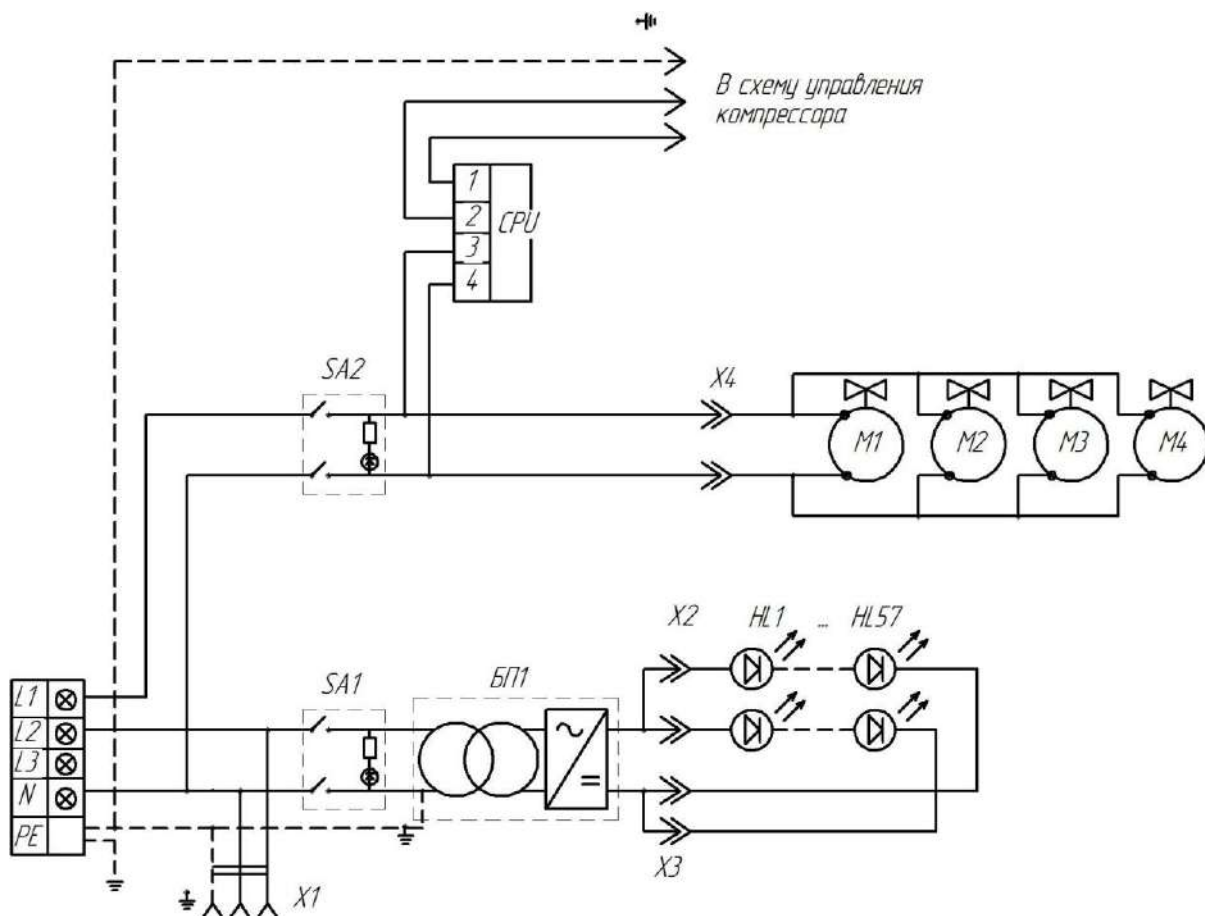 В схему управления
компрессора
1
2
3
4
CPU
SA2
X4
M1
M2
M3
M4
X2
HL1 ... HL57
SA1
БП1
L1
L2
L3
N
PE
X1
X3